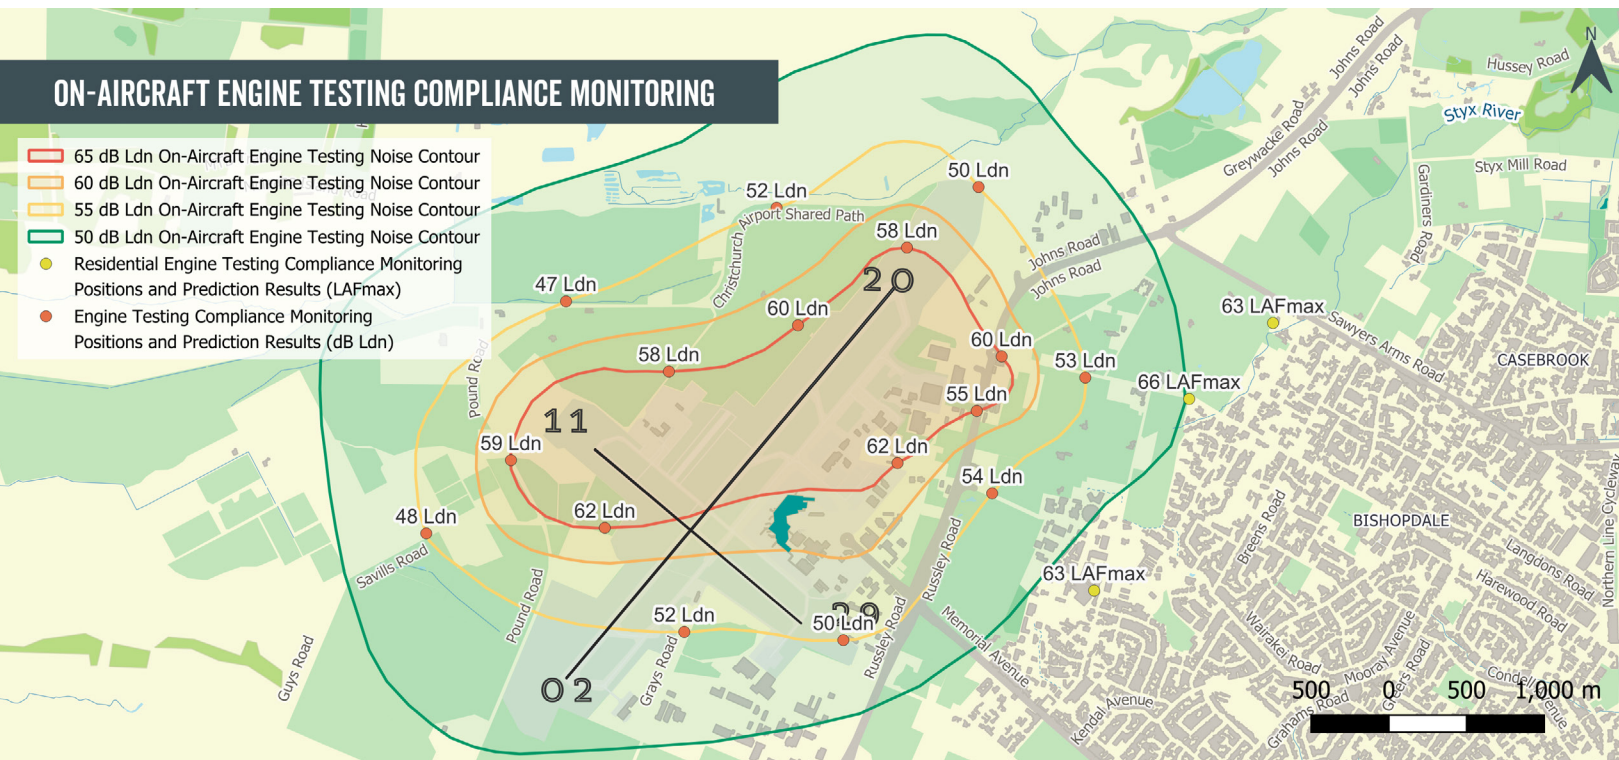 N
Johns Road
Johns Road
Hussey Road
ON-AIRCRAFT ENGINE TESTING COMPLIANCE MONITORING
Styx River
Greywacke Road
Johns Road
Styx Mill Road
65 dB Ldn On-Aircraft Engine Testing Noise Contour
60 dB Ldn On-Aircraft Engine Testing Noise Contour
55 dB Ldn On-Aircraft Engine Testing Noise Contour
50 dB Ldn On-Aircraft Engine Testing Noise Contour
Residential Engine Testing Compliance Monitoring
Positions and Prediction Results (LAFmax)
Engine Testing Compliance Monitoring
Positions and Prediction Results (dB Ldn)
50 Ldn
52 Ldn
Christchurch Airport Shared Path
Gardiners Road
58 Ldn
Johns Road
Johns Road
20
47 Ldn
60 Ldn
63 LAFmax
Sawyers Arms Road
60 Ldn
58 Ldn
53 Ldn
CASEBROOK
Pound Road
66 LAFmax
55 Ldn
11
59 Ldn
62 Ldn
54 Ldn
62 Ldn
48 Ldn
BISHOPDALE
Breens Road
Northern Line Cycleway
Langdons Road
Harewood Road
Savills Road
Pound Road
Russley Road
63 LAFmax
29
52 Ldn
50 Ldn
Russley Road
Memorial Avenue
Wairakei Road
Mooray Avenue
Guys Road
Grays Road
02
Greers Road
Condell Avenue
Kendal Avenue
Grahams Road
500 0 500 1,000 m